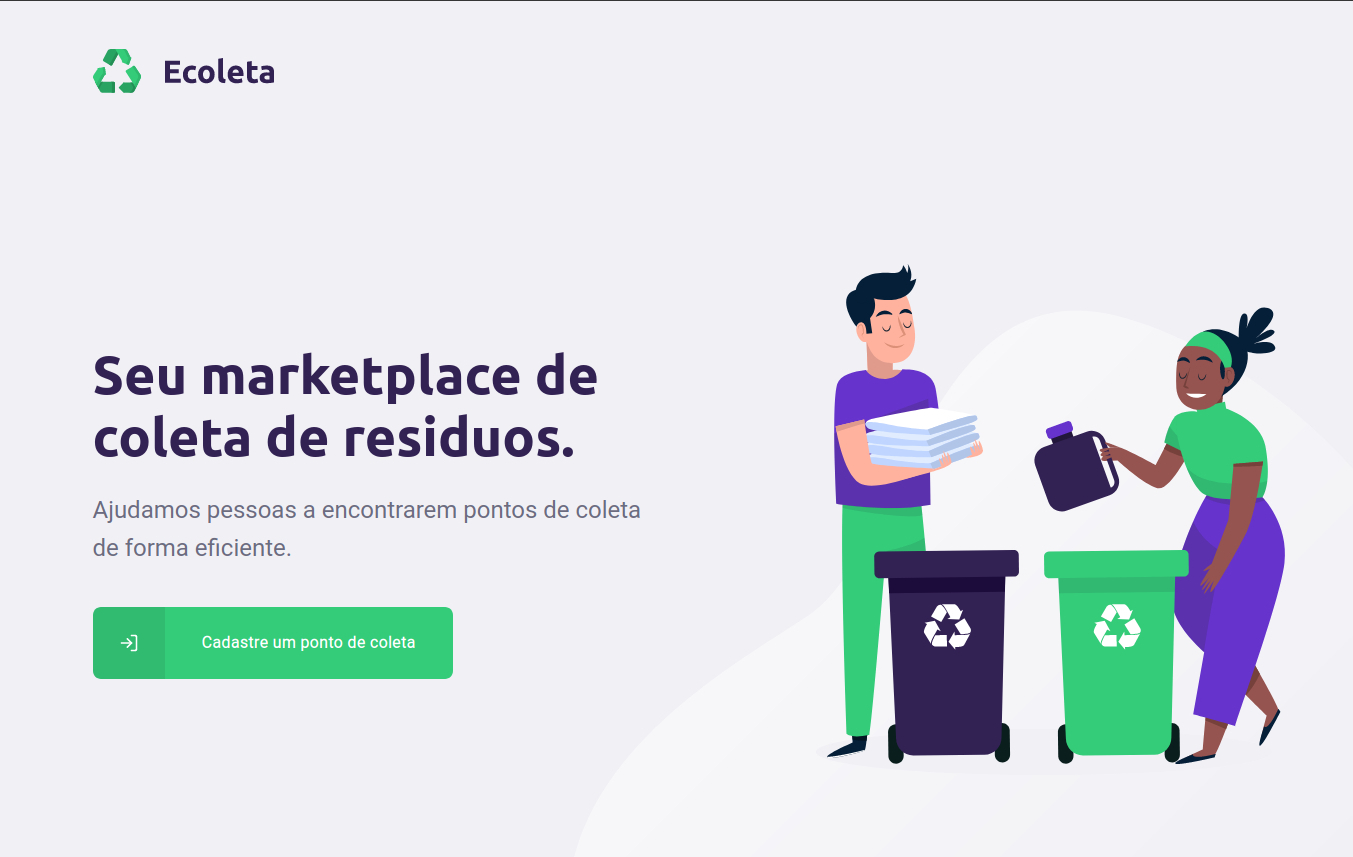 Ecoleta
Seu marketplace de
coleta de residuos.
Ajudamos pessoas a encontrarem pontos de coleta
de forma eficiente.
Cadastre um ponto de coleta